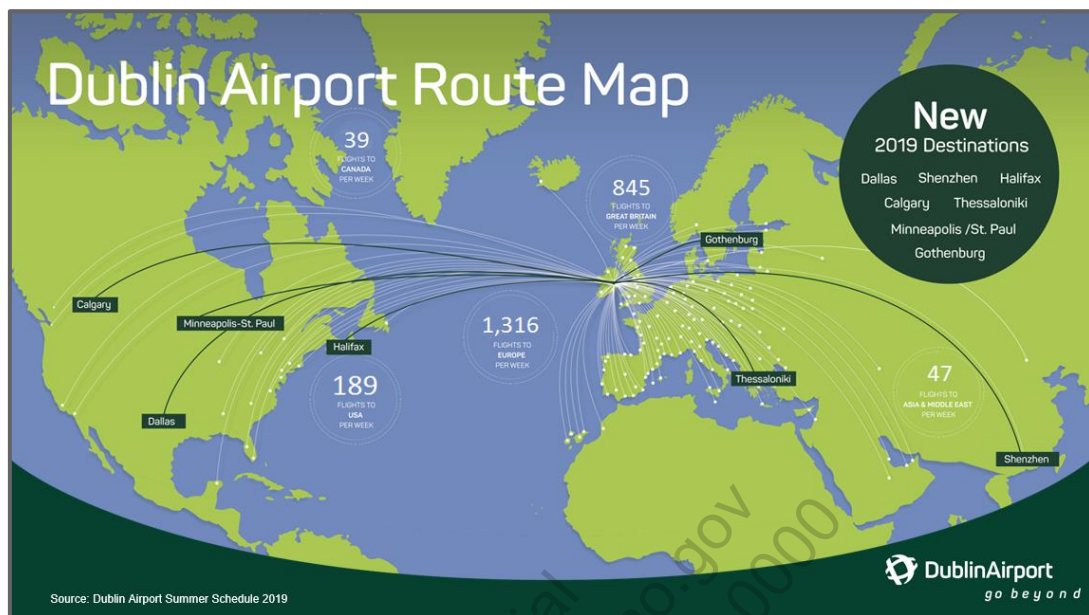 Dublin Airport Route Map
New
2019 Destinations
Dallas Shenzhen Halifax
Calgary Thessaloniki
Minneapolis /St. Paul
Gothenburg
39
FLIGHTS TO
CANADA
PER WEEK
845
FLIGHTS TO
GREAT BRITAIN
PER WEEK
Gothenburg
Calgary
Minneapolis-St. Paul
Halifax
1,316
FLIGHTS TO
EUROPE
PER WEEK
189
FLIGHTS TO
USA
PER WEEK
Thessaloniki
47
FLIGHTS TO
ASIA & MIDDLE EAST
PER WEEK
Dallas
Shenzhen
DublinAirport
go beyond
Source: Dublin Airport Summer Schedule 2019